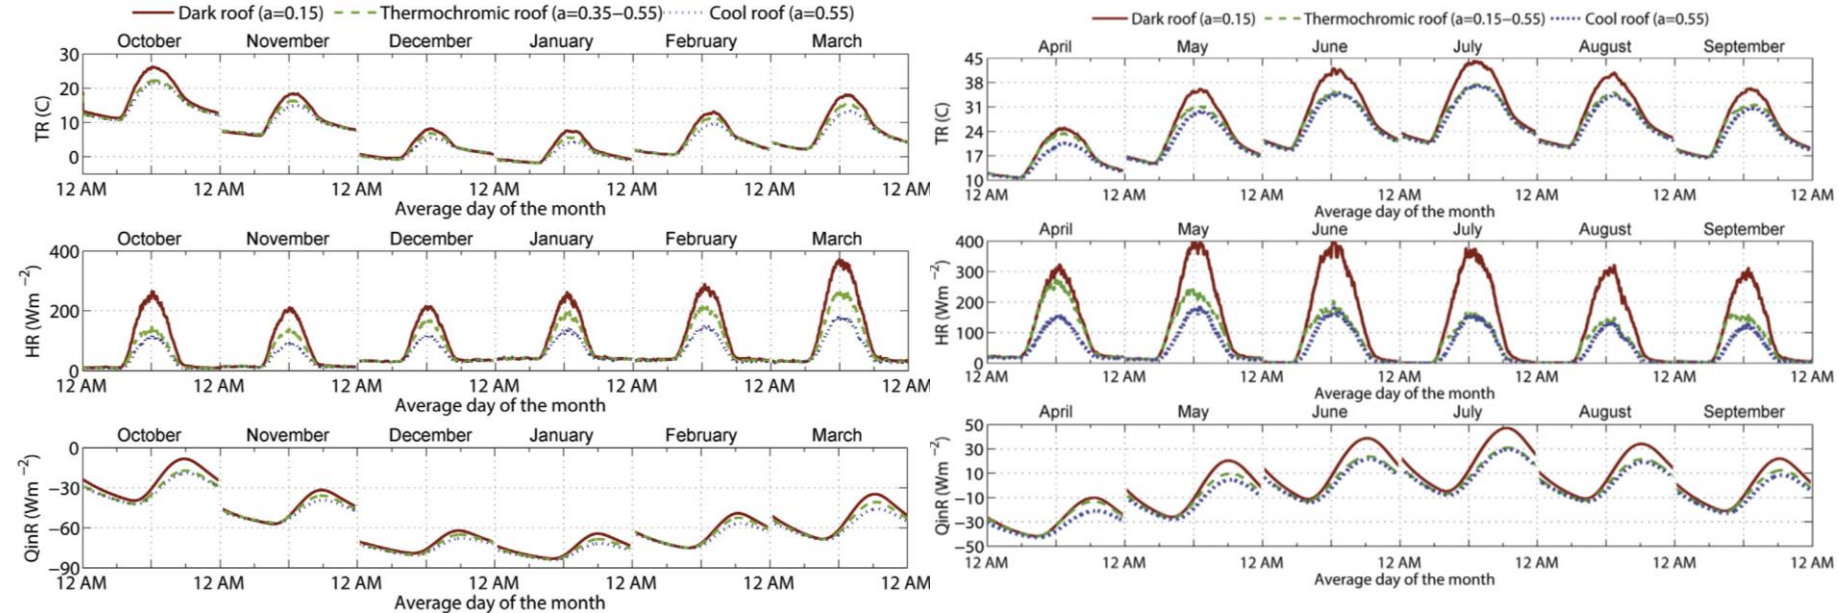 Dark roof (a=0.15) Thermochromic roof (a=0.35−0.55) Cool roof (a=0.55)
October November December January February March
TR (C)
30
20
10
0
12 AM 12 AM 12 AM 12 AM 12 AM 12 AM 12 AM
Average day of the month
October November December January February March
HR (Wm −2)
400
200
0
12 AM 12 AM 12 AM 12 AM 12 AM 12 AM 12 AM
Average day of the month
October November December January February March
QinR (Wm −2)
0
−30
−60
−90
12 AM 12 AM 12 AM 12 AM 12 AM 12 AM 12 AM
Average day of the month
Dark roof (a=0.15) Thermochromic roof (a=0.15−0.55) Cool roof (a=0.55)
April May June July August September
TR (C)
45
38
31
24
17
10
12 AM 12 AM 12 AM 12 AM 12 AM 12 AM 12 AM
Average day of the month
April May June July August September
HR (Wm −2)
400
300
200
100
0
12 AM 12 AM 12 AM 12 AM 12 AM 12 AM 12 AM
Average day of the month
April May June July August September
QinR (Wm −2)
50
30
10
−10
−30
−50
12 AM 12 AM 12 AM 12 AM 12 AM 12 AM 12 AM
Average day of the month